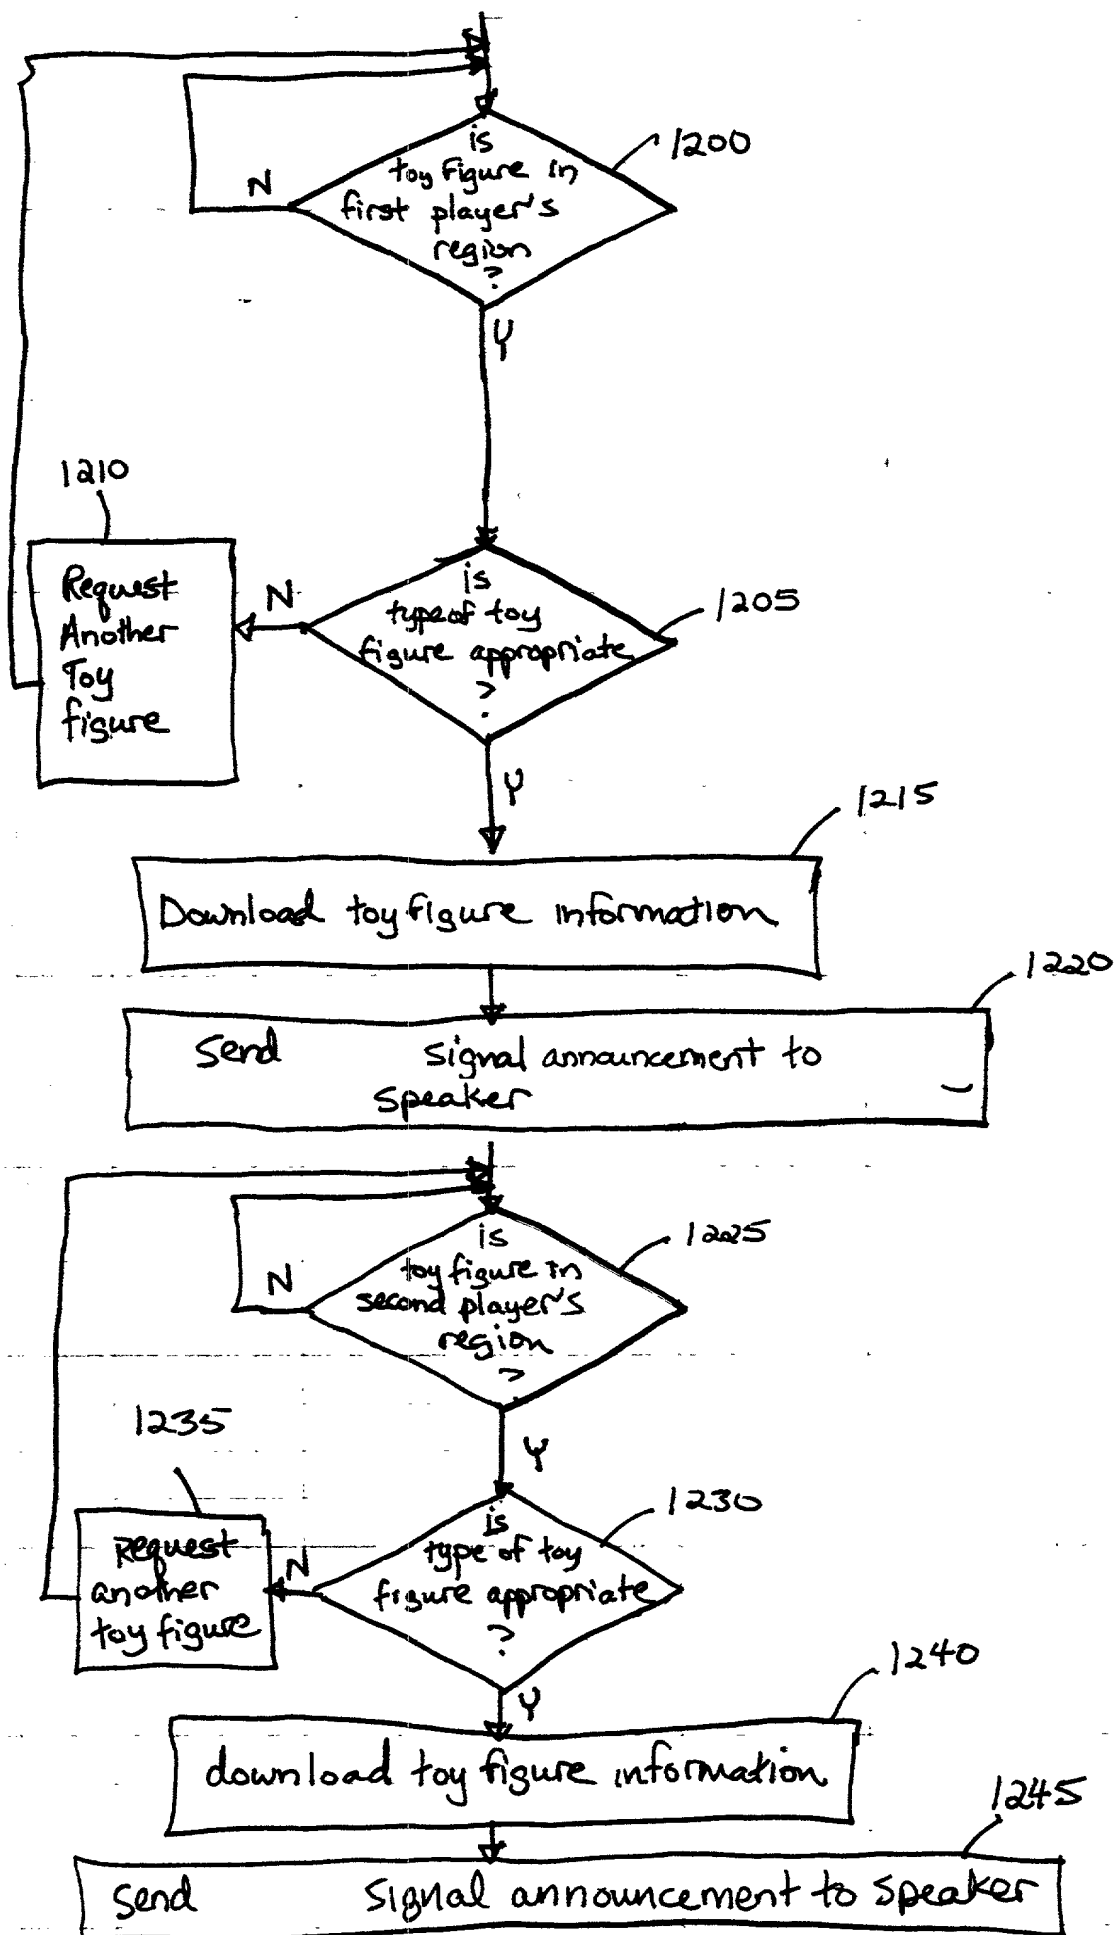 1200
is
toy figure in
first player's
region
?
N
Y
1210
Request
Another
Toy
figure
N
1205
is
type of toy
figure appropriate
?
Y
1215
Download toy figure information
1220
Send signal announcement to
speaker
1225
is
toy figure in
second player's
region
?
N
Y
1235
Request
another
toy figure
N
1230
is
type of toy
figure appropriate
?
Y
1240
download toy figure information
1245
Send signal announcement to speaker